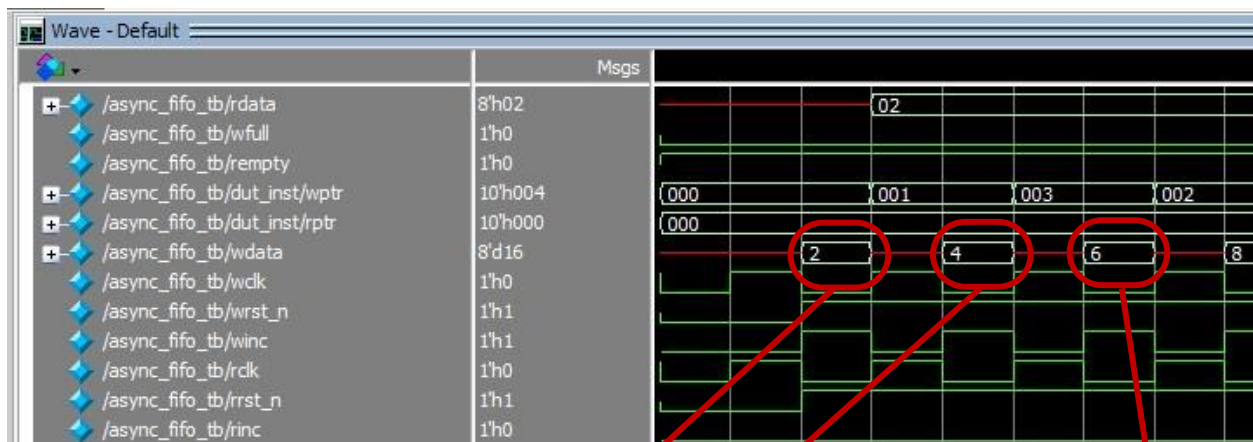 Wave - Default
Msgs
/async_fifo_tb/rdata 8'h02 02
/async_fifo_tb/wfull 1'h0
/async_fifo_tb/rempty 1'h0
/async_fifo_tb/dut_inst/wptr 10'h004 000 001 003 002
/async_fifo_tb/dut_inst/rptr 10'h000 000
/async_fifo_tb/wdata 8'd16 2 4 6 8
/async_fifo_tb/wclk 1'h0
/async_fifo_tb/wrst_n 1'h1
/async_fifo_tb/winc 1'h1
/async_fifo_tb/rclk 1'h0
/async_fifo_tb/rrst_n 1'h1
/async_fifo_tb/rinc 1'h0